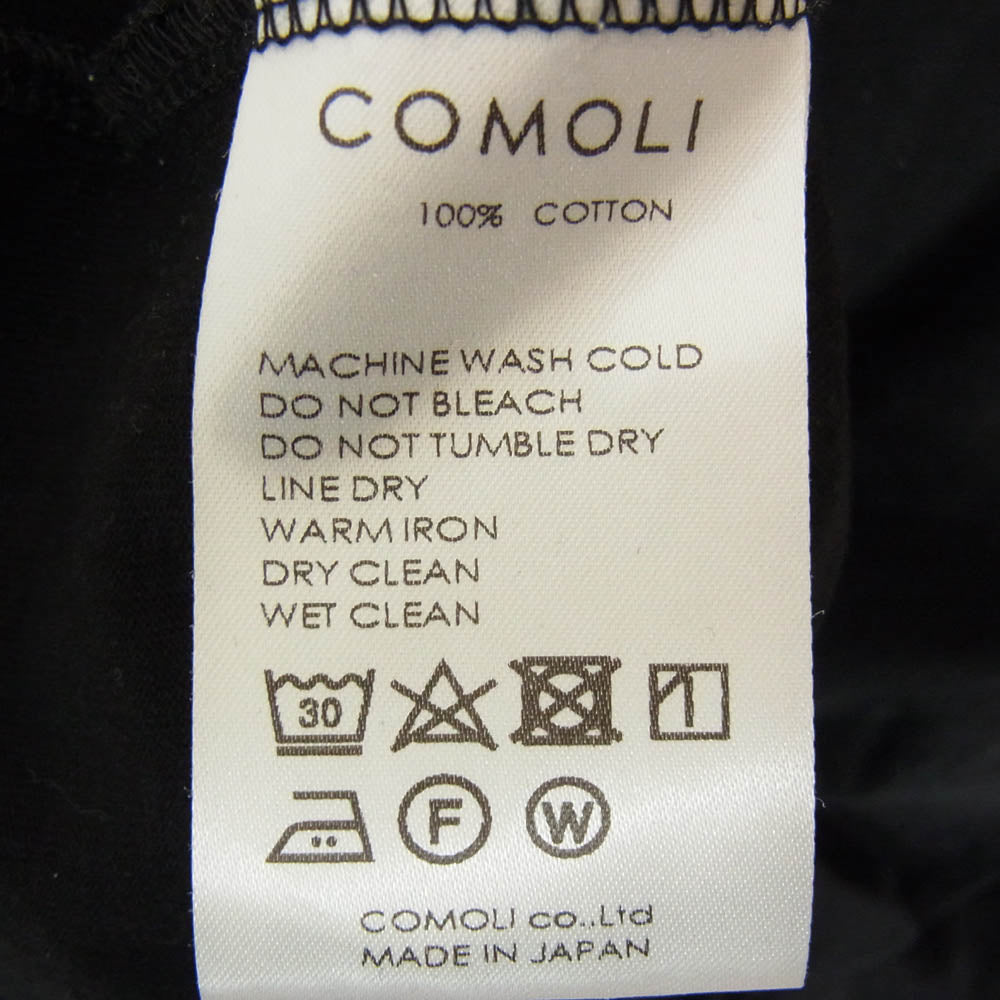 COMOLI
100% COTTON
MACHINE WASH COLD
DO NOT BLEACH
DO NOT TUMBLE DRY
LINE DRY
WARM IRON
DRY CLEAN
WET CLEAN
30
F W
COMOLI co.,Ltd
MADE IN JAPAN